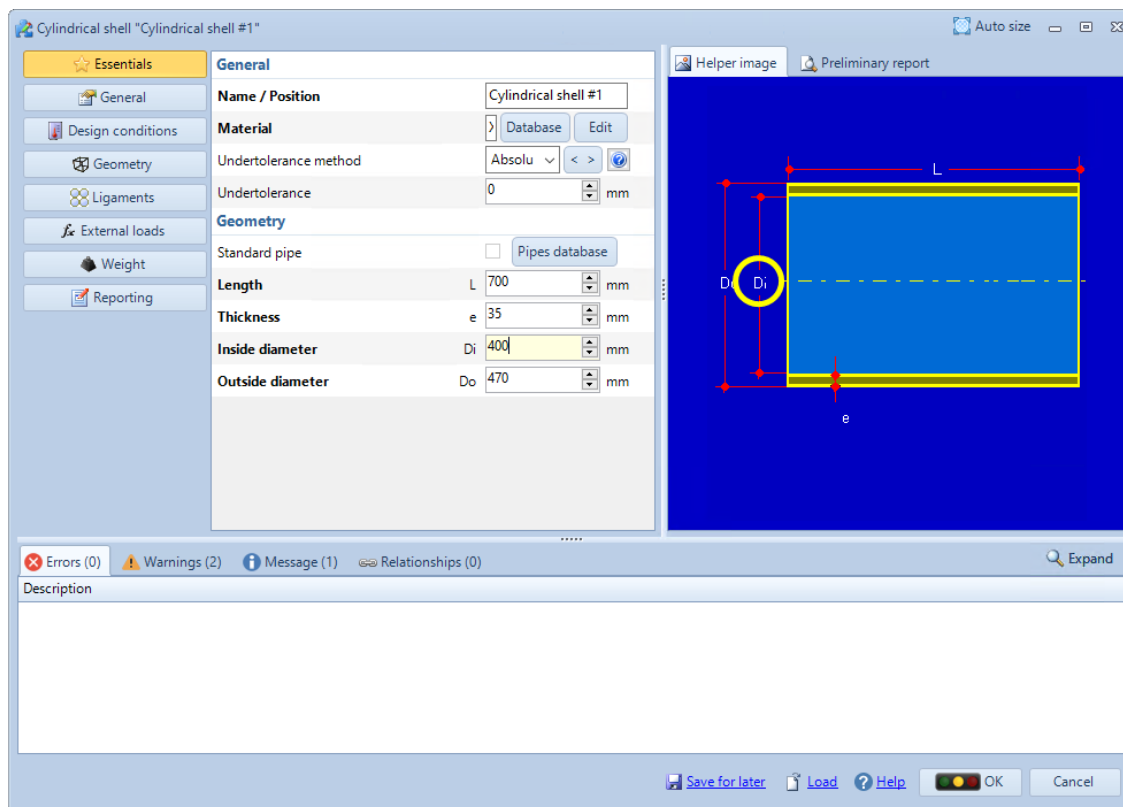 Cylindrical shell "Cylindrical shell #1"
Auto size
Essentials
General
Design conditions
Geometry
Ligaments
External loads
Weight
Reporting
General
Name / Position Cylindrical shell #1
Material Database Edit
Undertolerance method Absolu < >
Undertolerance 0 mm
Geometry
Standard pipe Pipes database
Length L 700 mm
Thickness e 35 mm
Inside diameter Di 400 mm
Outside diameter Do 470 mm
Helper image Preliminary report
L
Di
e
Errors (0) Warnings (2) Message (1) Relationships (0) Expand
Description
Save for later Load Help OK Cancel